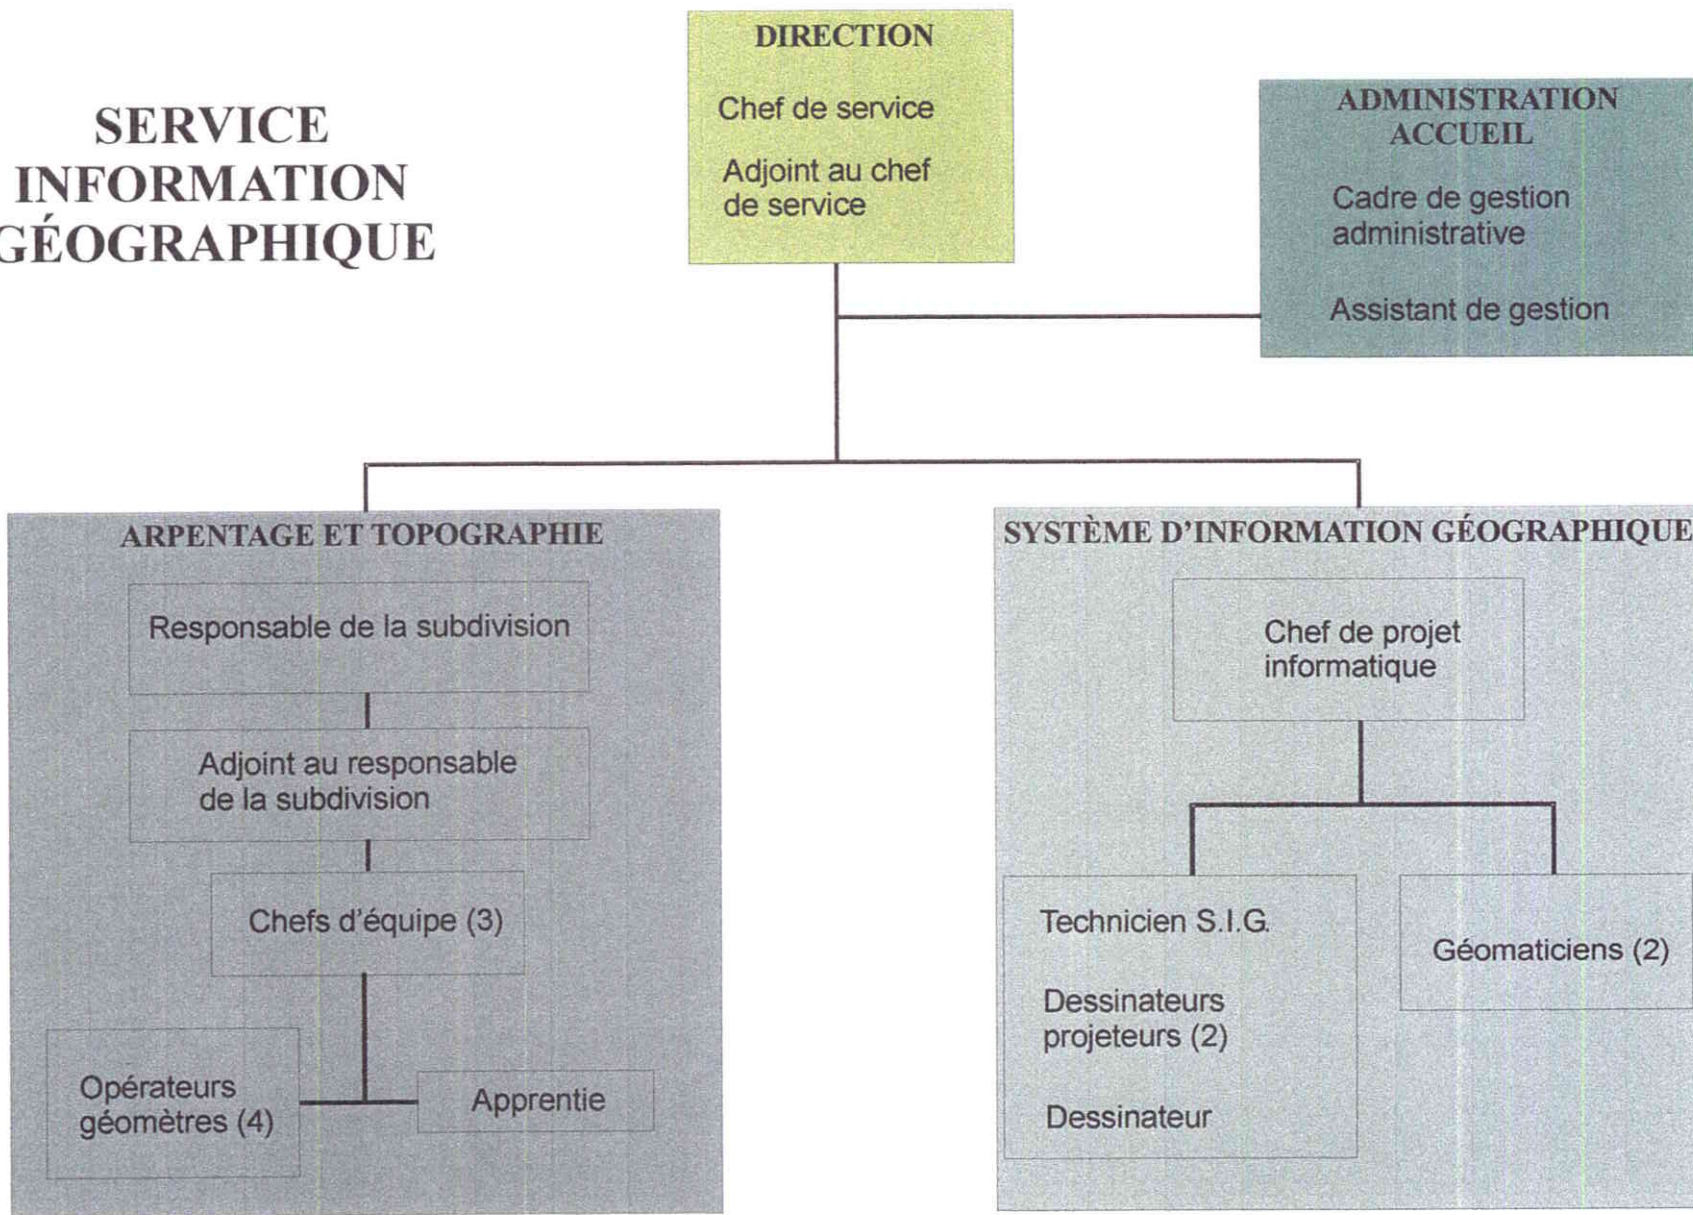 SERVICE
INFORMATION
GÉOGRAPHIQUE
DIRECTION
Chef de service
Adjoint au chef
de service
ADMINISTRATION
ACCUEIL
Cadre de gestion
administrative
Assistant de gestion
ARPENTAGE ET TOPOGRAPHIE
Responsable de la subdivision
Adjoint au responsable
de la subdivision
Chefs d'équipe (3)
Opérateurs
géomètres (4)
Apprentie
SYSTÈME D'INFORMATION GÉOGRAPHIQUE
Chef de projet
informatique
Technicien S.I.G.
Dessinateurs
projeteurs (2)
Dessinateur
Géomaticiens (2)